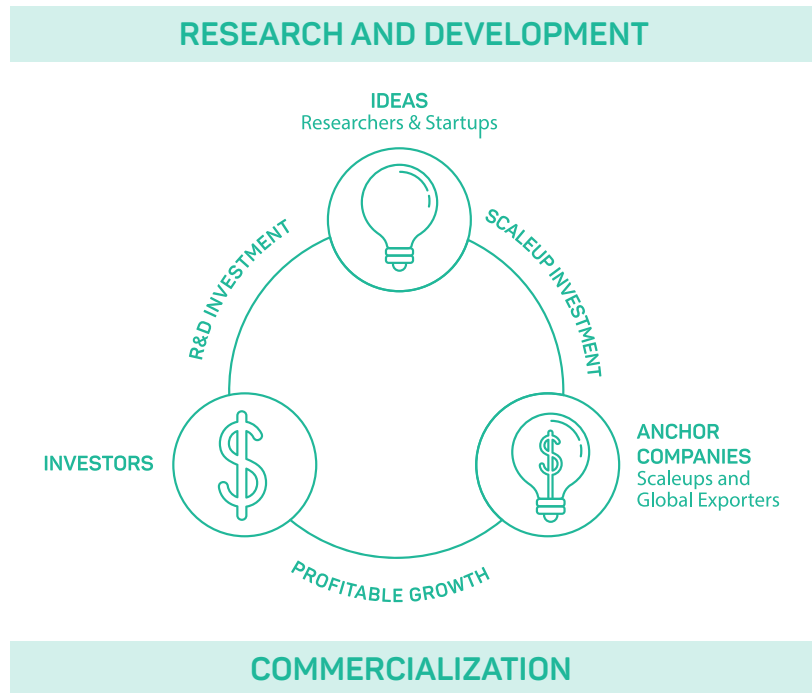 RESEARCH AND DEVELOPMENT
IDEAS
Researchers & Startups
R&D INVESTMENT
SCALEUP INVESTMENT
INVESTORS
ANCHOR
COMPANIES
Scaleups and
Global Exporters
PROFITABLE GROWTH
COMMERCIALIZATION